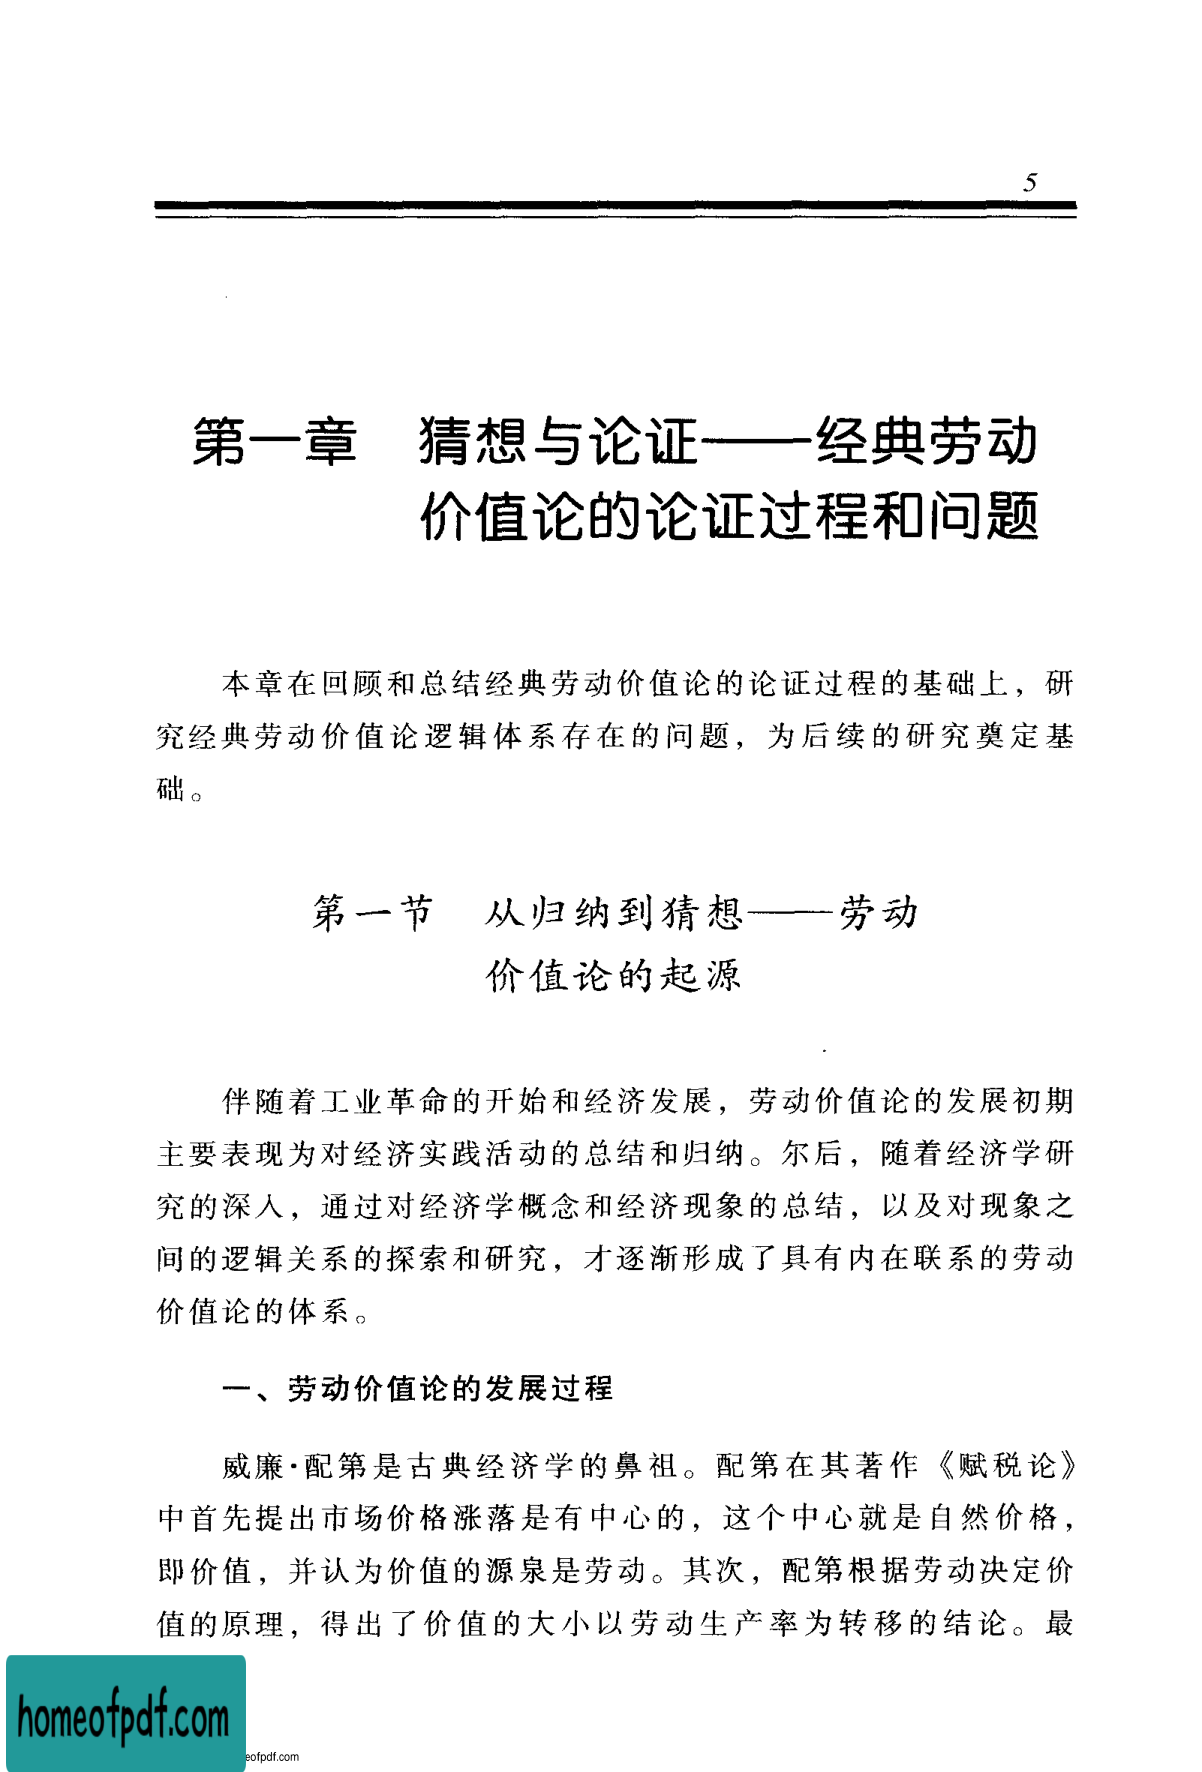 5
第一章 猜想与论证——经典劳动
价值论的论证过程和问题
本章在回顾和总结经典劳动价值论的论证过程的基础上，研
究经典劳动价值论逻辑体系存在的问题，为后续的研究奠定基
础。
第一节 从归纳到猜想——劳动
价值论的起源
伴随着工业革命的开始和经济发展，劳动价值论的发展初期
主要表现为对经济实践活动的总结和归纳。尔后，随着经济学研
究的深入，通过对经济学概念和经济现象的总结，以及对现象之
间的逻辑关系的探索和研究，才逐渐形成了具有内在联系的劳动
价值论的体系。
一、劳动价值论的发展过程
威廉·配第是古典经济学的鼻祖。配第在其著作《赋税论》
中首先提出市场价格涨落是有中心的，这个中心就是自然价格，
即价值，并认为价值的源泉是劳动。其次，配第根据劳动决定价
值的原理，得出了价值的大小以劳动生产率为转移的结论。最
homeofpdf.com
eofpdf.com